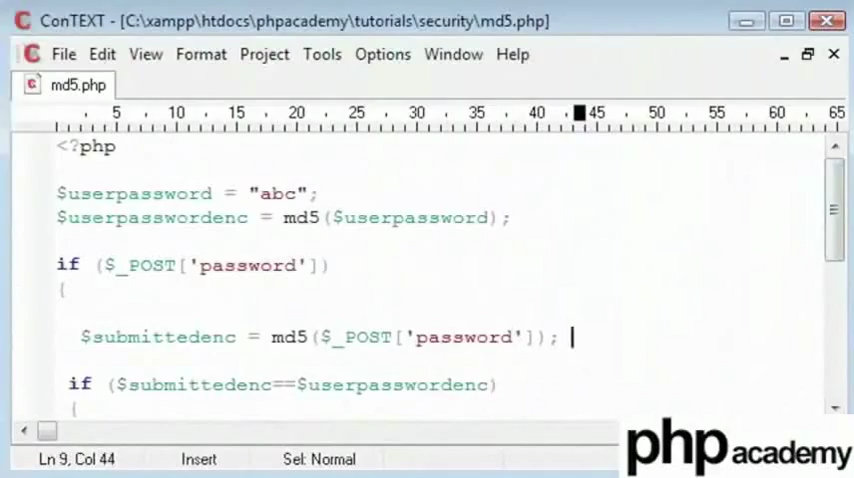 ConTEXT - [C:\xampp\htdocs\phpacademy\tutorials\security\md5.php]
File Edit View Format Project Tools Options Window Help
md5.php
5 10 15 20 25 30 35 40 45 50 55 60 65
<?php
$userpassword = "abc";
$userpasswordenc = md5($userpassword);
if ($_POST['password'])
{
$submittedenc = md5($_POST['password']);
if ($submittedenc==$userpasswordenc)
{
Ln 9, Col 44 Insert Sel: Normal
php academy